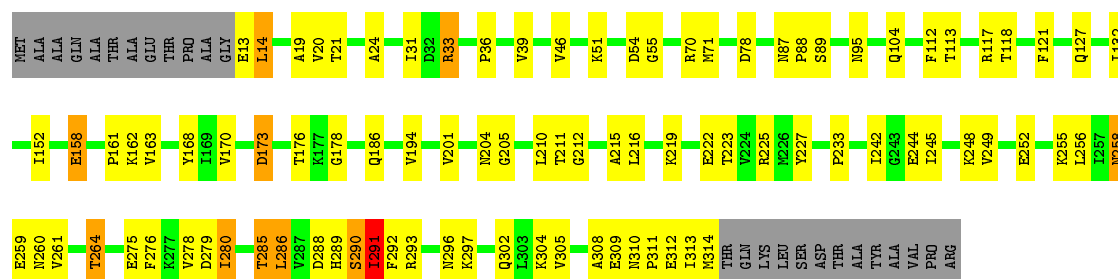 MET ALA ALA GLN ALA THR ALA GLU THR PRO ALA GLY E13 L14 A19 V20 T21 A24 I31 D32 R33 P36 V39 V46 K51 D54 G55 R70 M71 D78 N87 P88 S89 N95 Q104 F112 T113 R117 T118 F121 Q127 I132
I152 E158 P161 K162 V163 Y168 I169 V170 D173 T176 K177 G178 Q186 V194 V201 N204 G205 L210 T211 G212 A215 L216 K219 E222 T223 V224 R225 M226 Y227 P233 I242 G243 E244 I245 K248 V249 E252 K255 L256 I257 N258
E259 N260 V261 T264 E275 F276 K277 V278 D279 I280 T285 L286 V287 D288 H289 S290 I291 F292 R293 N296 K297 Q302 L303 K304 V305 A308 E309 N310 P311 E312 I313 M314 THR GLN LYS LEU SER ASP THR ALA TYR ALA VAL PRO ARG